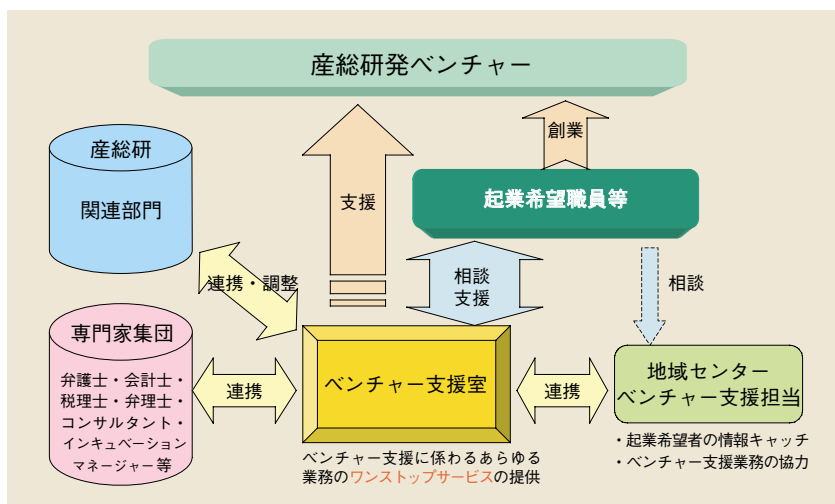 産総研発ベンチャー
創業
産総研
関連部門
支援
起業希望職員等
連携・調整
相談
支援
相談
専門家集団
弁護士・会計士・
税理士・弁理士・
コンサルタント・
インキュベーション
マネージャー等
連携
ベンチャー支援室
連携
地域センター
ベンチャー支援担当
ベンチャー支援に係わるあらゆる
業務のワンストップサービスの提供
・起業希望者の情報キャッチ
・ベンチャー支援業務の協力